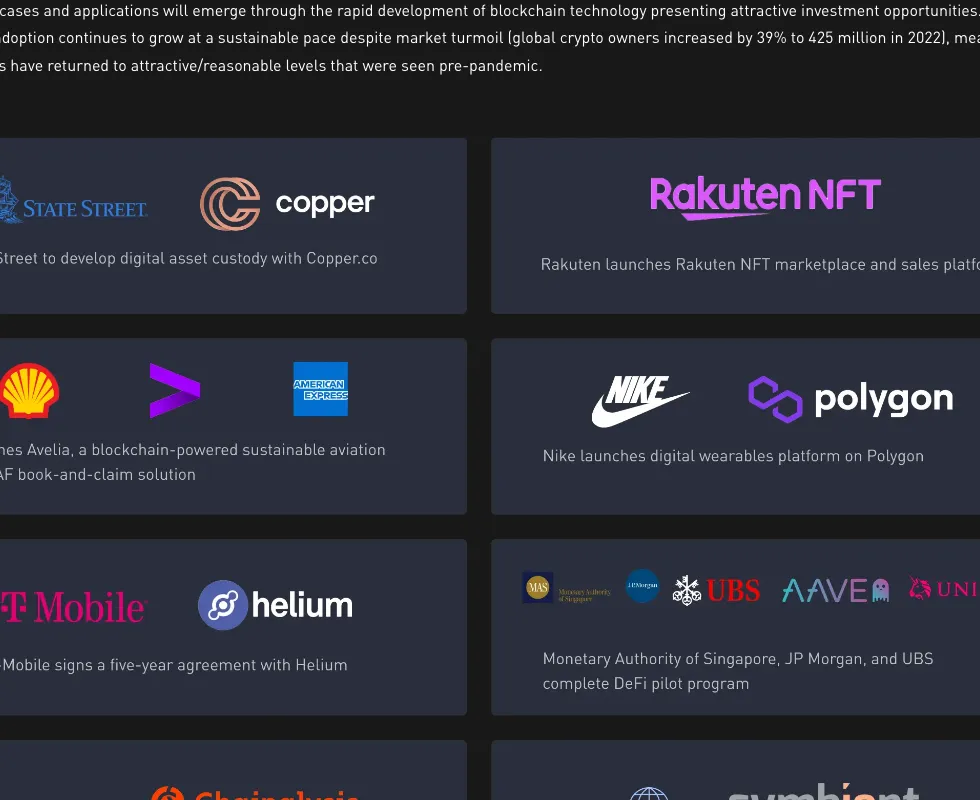 cases and applications will emerge through the rapid development of blockchain technology presenting attractive investment opportunities.
adoption continues to grow at a sustainable pace despite market turmoil (global crypto owners increased by 39% to 425 million in 2022), mea
s have returned to attractive/reasonable levels that were seen pre-pandemic.
STATE STREET.
copper
Street to develop digital asset custody with Copper.co
Rakuten NFT
Rakuten launches Rakuten NFT marketplace and sales platfo
AMERICAN
EXPRESS
hes Avelia, a blockchain-powered sustainable aviation
AF book-and-claim solution
NIKE
polygon
Nike launches digital wearables platform on Polygon
T Mobile
helium
-Mobile signs a five-year agreement with Helium
MAS
Monetary Authority
of Singapore
J.P.Morgan
UBS
AAVE
UNI
Monetary Authority of Singapore, JP Morgan, and UBS
complete DeFi pilot program
Chainalysis
symbiont